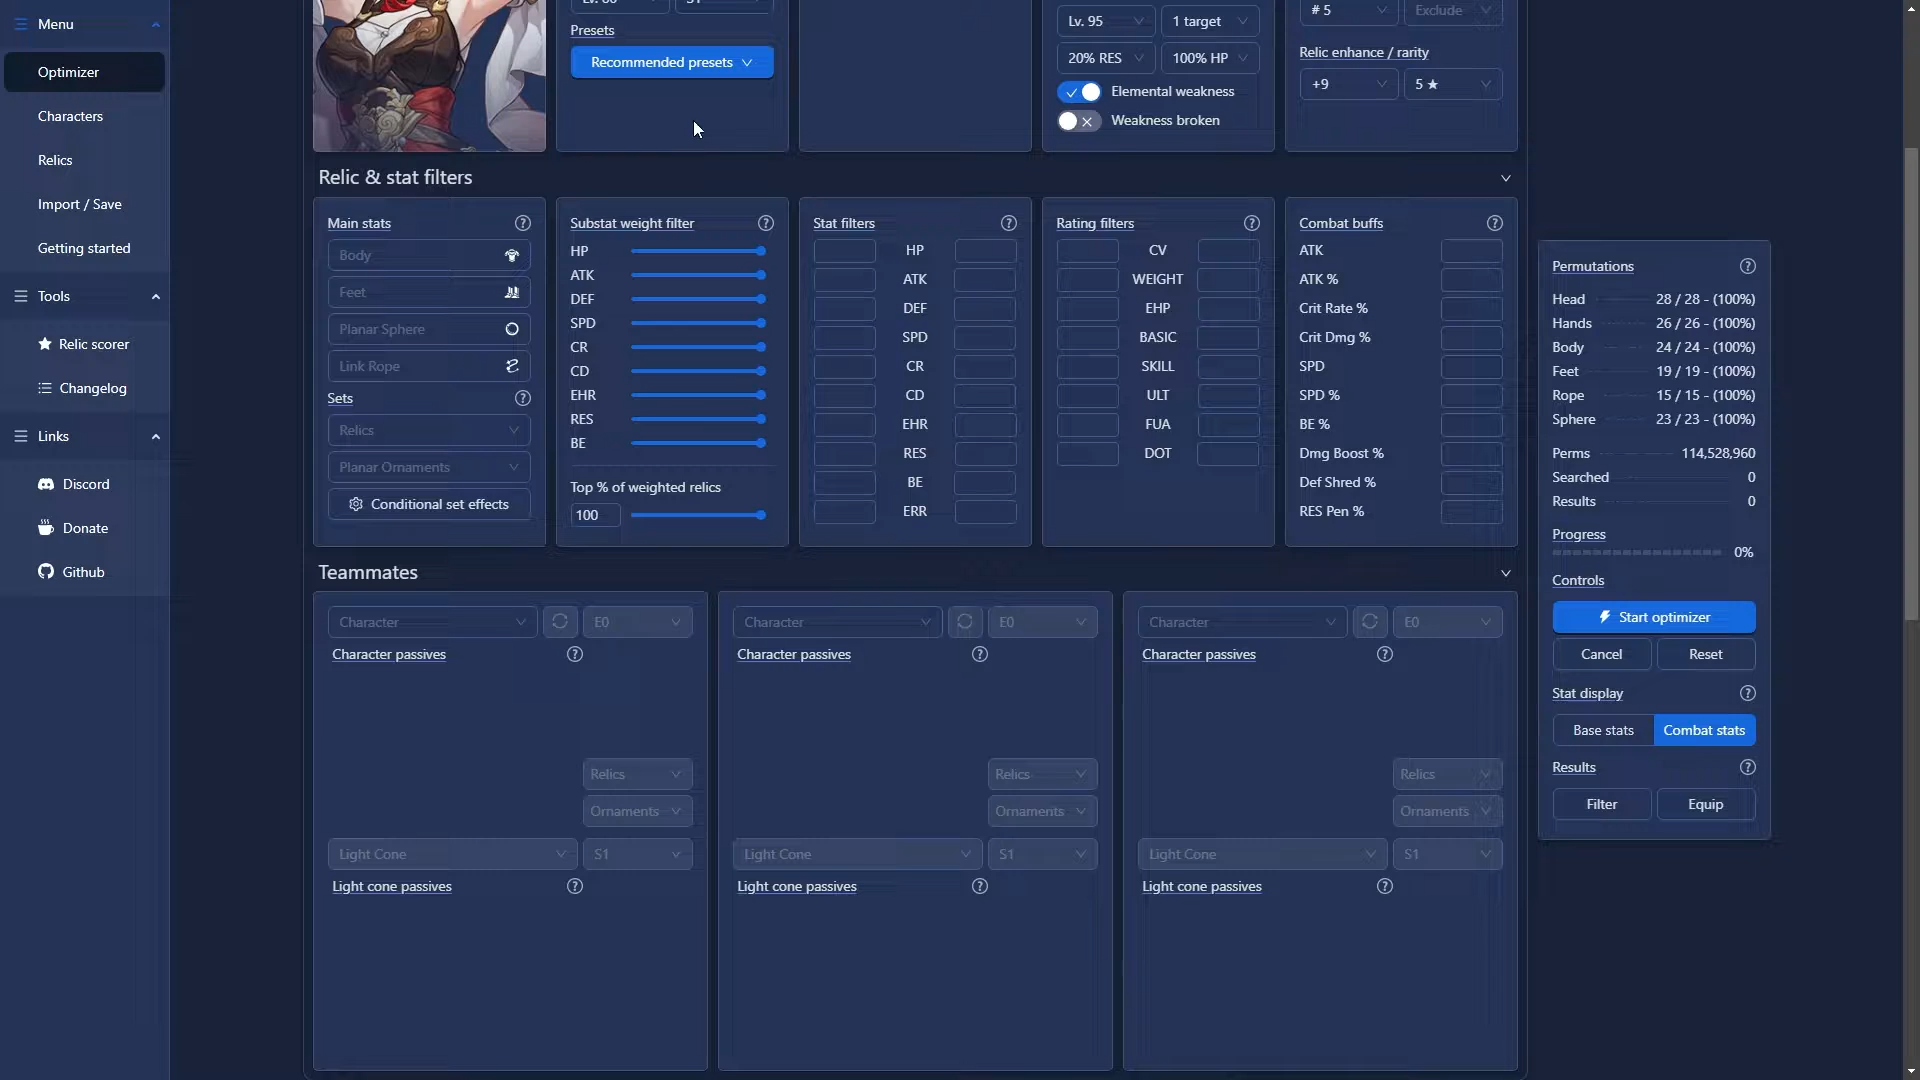 Menu
Optimizer
Characters
Relics
Import / Save
Getting started
Tools
Relic scorer
Changelog
Links
Discord
Donate
Github
Presets
Recommended presets
Lv. 95
1 target
20% RES
100% HP
Elemental weakness
Weakness broken
# 5
Exclude
Relic enhance / rarity
+9
5 ★
Relic & stat filters
Main stats
Body
Feet
Planar Sphere
Link Rope
Sets
Relics
Planar Ornaments
Conditional set effects
Substat weight filter
HP
ATK
DEF
SPD
CR
CD
EHR
RES
BE
Top % of weighted relics
100
Stat filters
HP
ATK
DEF
SPD
CR
CD
EHR
RES
BE
ERR
Rating filters
CV
WEIGHT
EHP
BASIC
SKILL
ULT
FUA
DOT
Combat buffs
ATK
ATK %
Crit Rate %
Crit Dmg %
SPD
SPD %
BE %
Dmg Boost %
Def Shred %
RES Pen %
Teammates
Character
E0
Character passives
Relics
Ornaments
Light Cone
S1
Light cone passives
Character
E0
Character passives
Relics
Ornaments
Light Cone
S1
Light cone passives
Character
E0
Character passives
Relics
Ornaments
Light Cone
S1
Light cone passives
Permutations
Head 28 / 28 - (100%)
Hands 26 / 26 - (100%)
Body 24 / 24 - (100%)
Feet 19 / 19 - (100%)
Rope 15 / 15 - (100%)
Sphere 23 / 23 - (100%)
Perms 114,528,960
Searched 0
Results 0
Progress
0%
Controls
Start optimizer
Cancel
Reset
Stat display
Base stats
Combat stats
Results
Filter
Equip